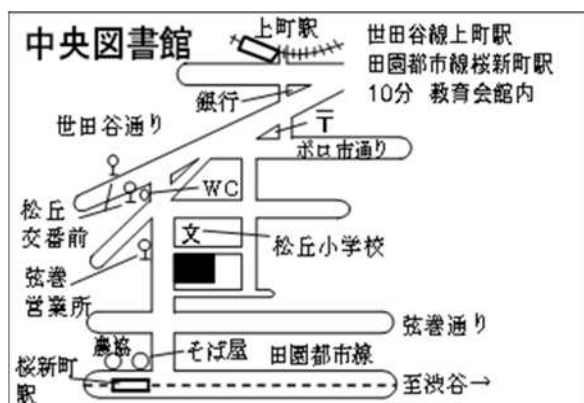 中央図書館
上町駅
世田谷線上町駅
田園都市線桜新町駅
10分 教育会館内
銀行
世田谷通り
〒
ボロ市通り
WC
松丘
交番前
文
松丘小学校
弦巻
営業所
弦巻通り
農協
そば屋
田園都市線
桜新町
駅
至渋谷→